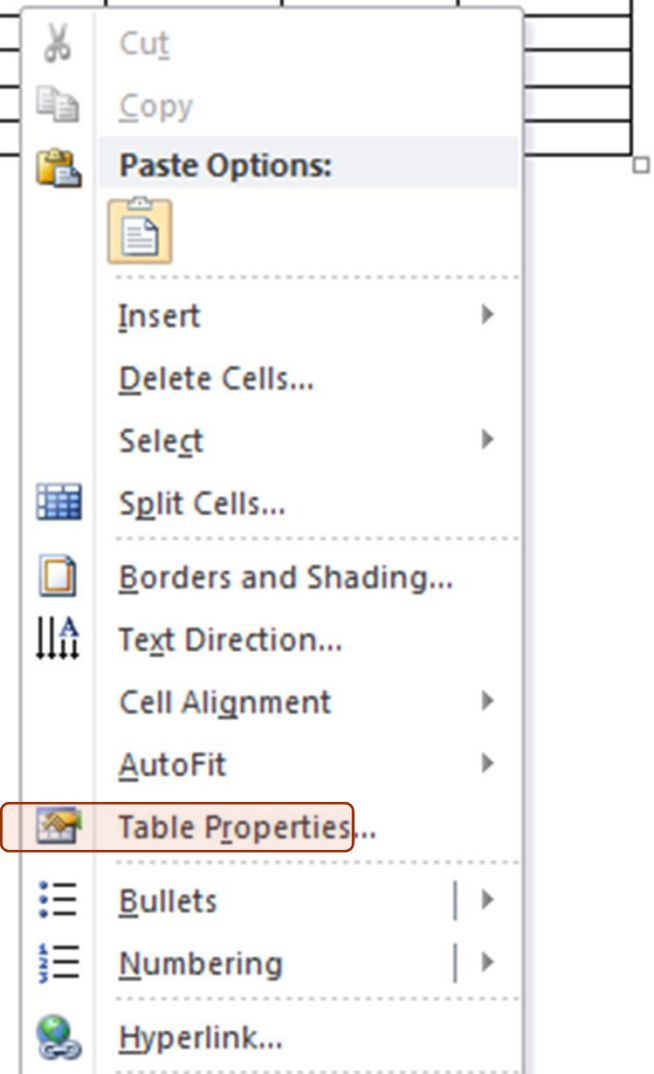 Cut
Copy
Paste Options:
Insert
Delete Cells...
Select
Split Cells...
Borders and Shading...
Text Direction...
Cell Alignment
AutoFit
Table Properties...
Bullets
Numbering
Hyperlink...